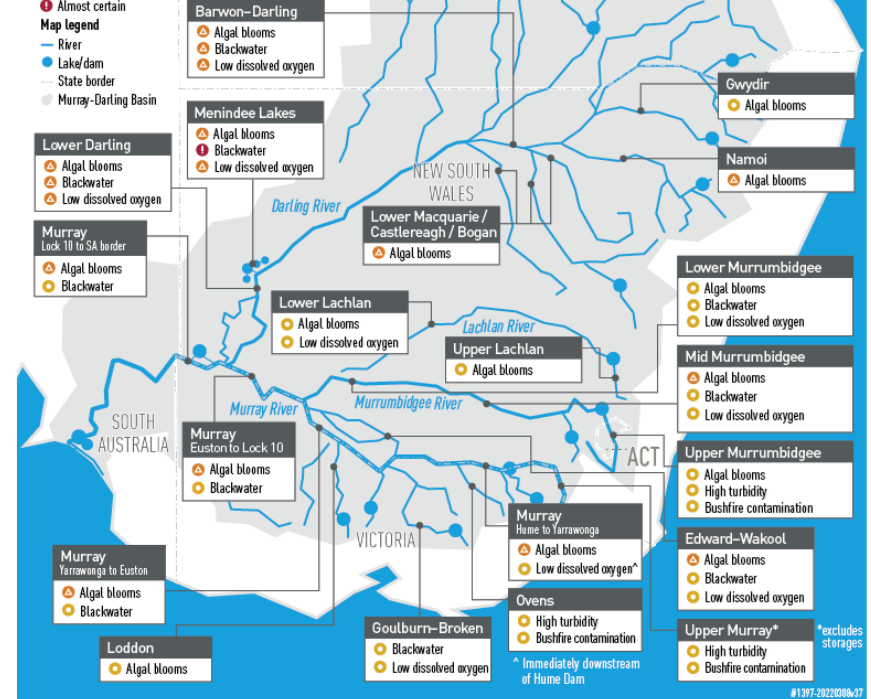 Almost certain
Map legend
River
Lake/dam
State border
Murray-Darling Basin
Barwon–Darling
Algal blooms
Blackwater
Low dissolved oxygen
Menindee Lakes
Algal blooms
Blackwater
Low dissolved oxygen
Lower Darling
Algal blooms
Blackwater
Low dissolved oxygen
Murray
Lock 10 to SA border
Algal blooms
Blackwater
Gwydir
Algal blooms
Namoi
Algal blooms
NEW SOUTH
WALES
Darling River
Lower Macquarie /
Castlereagh / Bogan
Algal blooms
Lower Lachlan
Algal blooms
Low dissolved oxygen
Lachlan River
Upper Lachlan
Algal blooms
Lower Murrumbidgee
Algal blooms
Blackwater
Low dissolved oxygen
Mid Murrumbidgee
Algal blooms
Blackwater
Low dissolved oxygen
Murray River
Murrumbidgee River
SOUTH
AUSTRALIA
Murray
Euston to Lock 10
Algal blooms
Blackwater
ACT
Upper Murrumbidgee
Algal blooms
High turbidity
Bushfire contamination
VICTORIA
Murray
Hume to Yarrawonga
Algal blooms
Low dissolved oxygen^
Edward–Wakool
Algal blooms
Blackwater
Low dissolved oxygen
Murray
Yarrawonga to Euston
Algal blooms
Blackwater
Ovens
High turbidity
Bushfire contamination
^ Immediately downstream
of Hume Dam
Goulburn–Broken
Blackwater
Low dissolved oxygen
Loddon
Algal blooms
Upper Murray*
High turbidity
Bushfire contamination
*excludes
storages
#1397-20220308v37